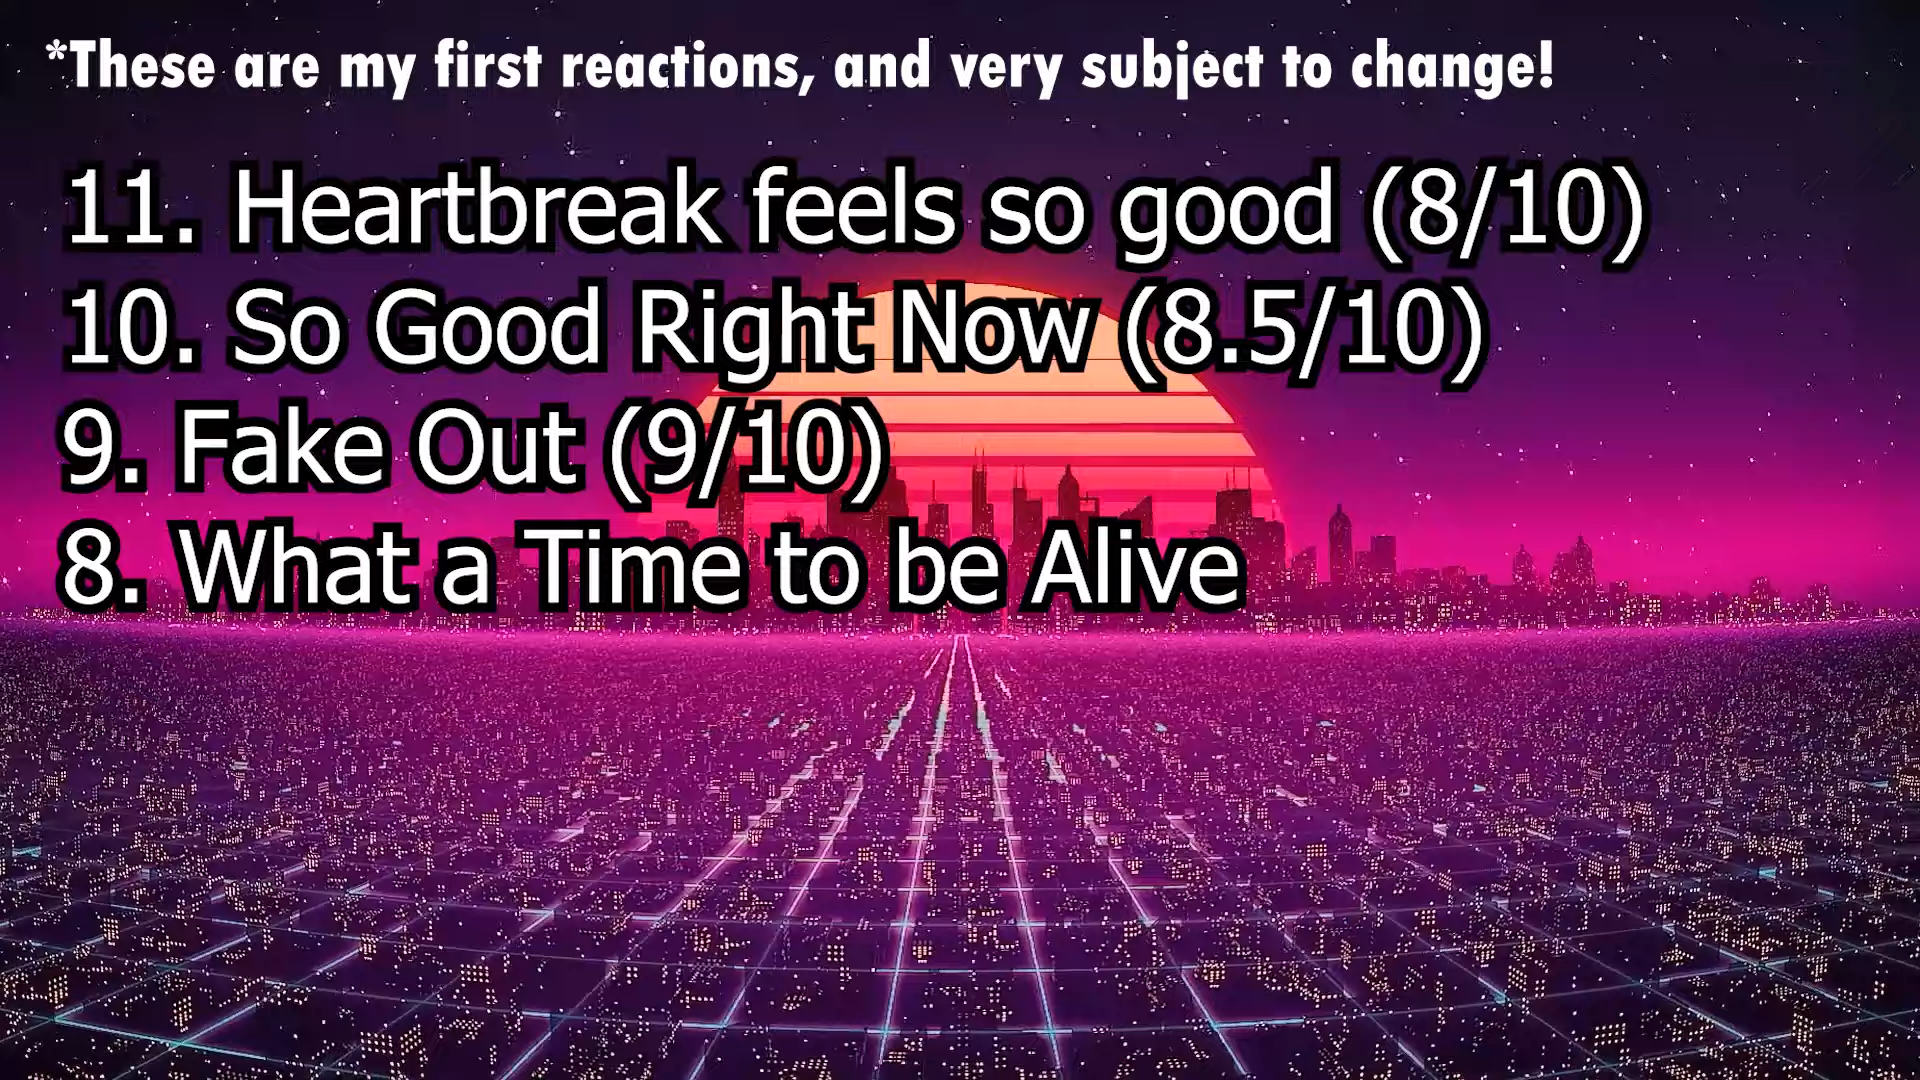 *These are my first reactions, and very subject to change!
11. Heartbreak feels so good (8/10)
10. So Good Right Now (8.5/10)
9. Fake Out (9/10)
8. What a Time to be Alive